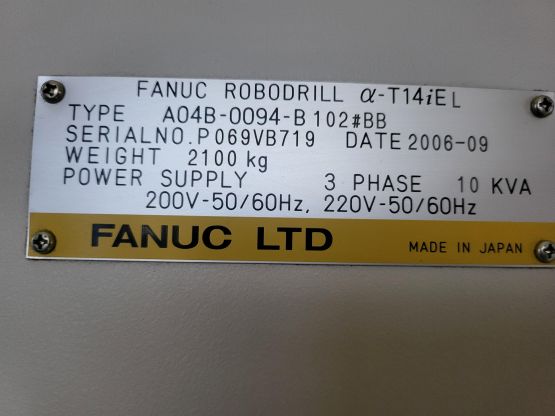 FANUC ROBODRILL α-T14iEL
TYPE A04B-0094-B102#BB
SERIALNO.P069VB719 DATE 2006-09
WEIGHT 2100 kg
POWER SUPPLY 3 PHASE 10 KVA
200V-50/60Hz, 220V-50/60Hz
FANUC LTD MADE IN JAPAN